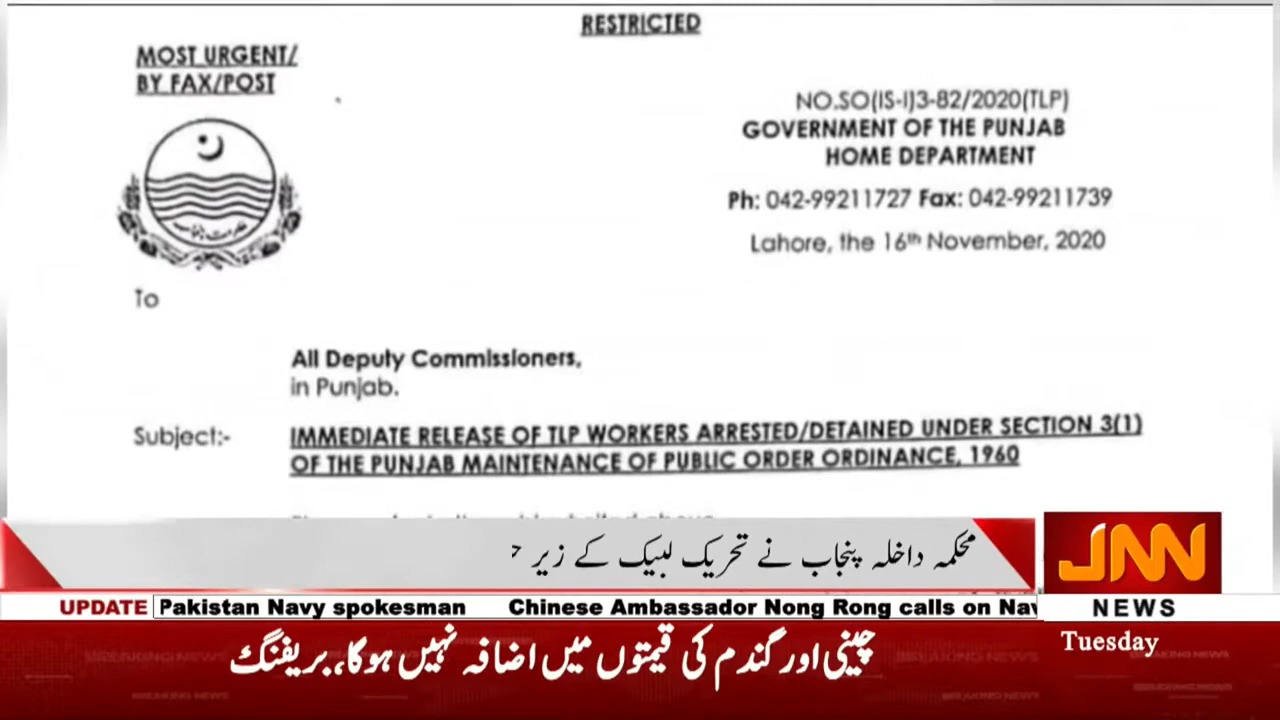 RESTRICTED
MOST URGENT/
BY FAX/POST
NO.SO(IS-I)3-82/2020(TLP)
GOVERNMENT OF THE PUNJAB
HOME DEPARTMENT
Ph: 042-99211727 Fax: 042-99211739
Lahore, the 16th November, 2020
حکومت پنجاب
To
All Deputy Commissioners,
in Punjab.
Subject:- IMMEDIATE RELEASE OF TLP WORKERS ARRESTED/DETAINED UNDER SECTION 3(1)
OF THE PUNJAB MAINTENANCE OF PUBLIC ORDER ORDINANCE, 1960
محکمہ داخلہ پنجاب نے تحریک لبیک کے زیر
JNN
NEWS
UPDATE Pakistan Navy spokesman Chinese Ambassador Nong Rong calls on Nav
چینی اور گندم کی قیمتوں میں اضافہ نہیں ہوگا، بریفنگ
Tuesday
BREAKING NEWS